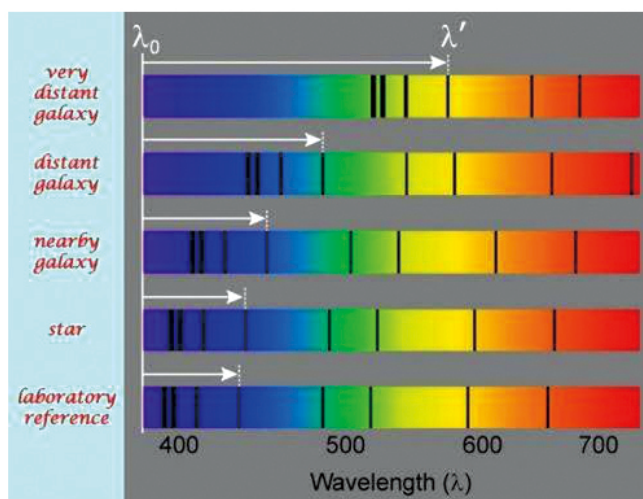 λ₀
λ′
very
distant
galaxy
distant
galaxy
nearby
galaxy
star
laboratory
reference
400 500 600 700
Wavelength (λ)